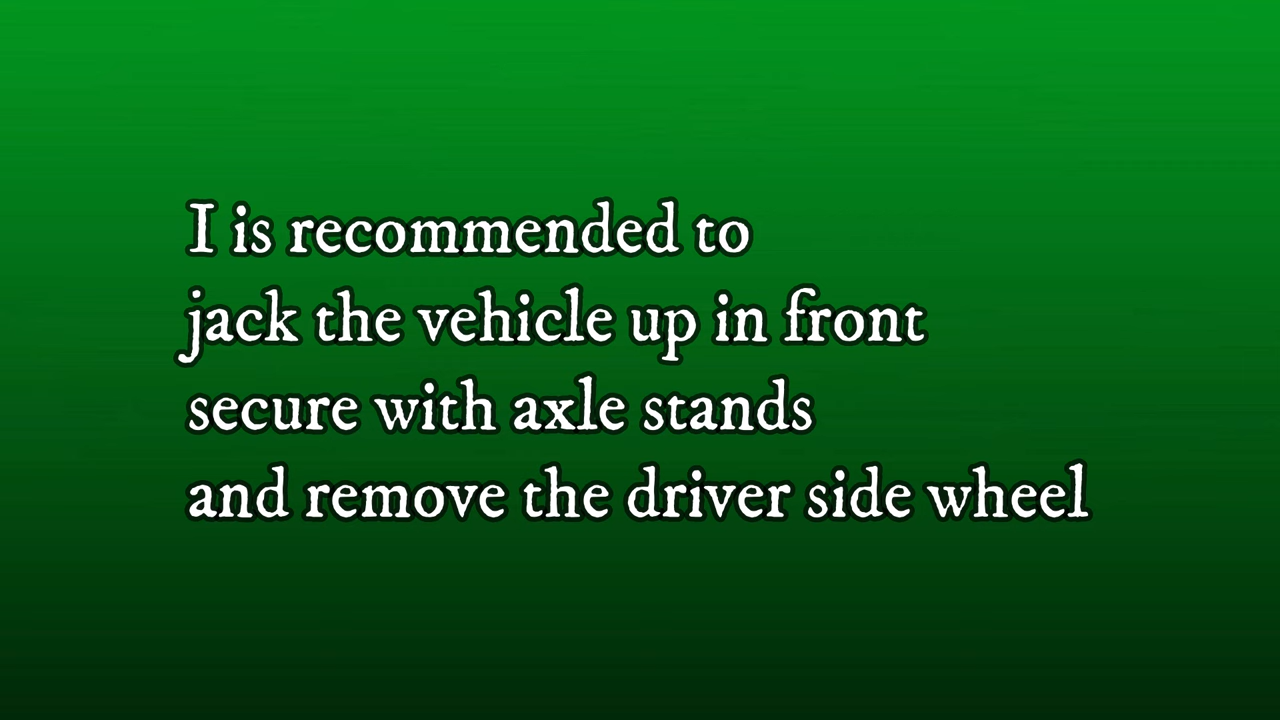 I is recommended to
jack the vehicle up in front
secure with axle stands
and remove the driver side wheel